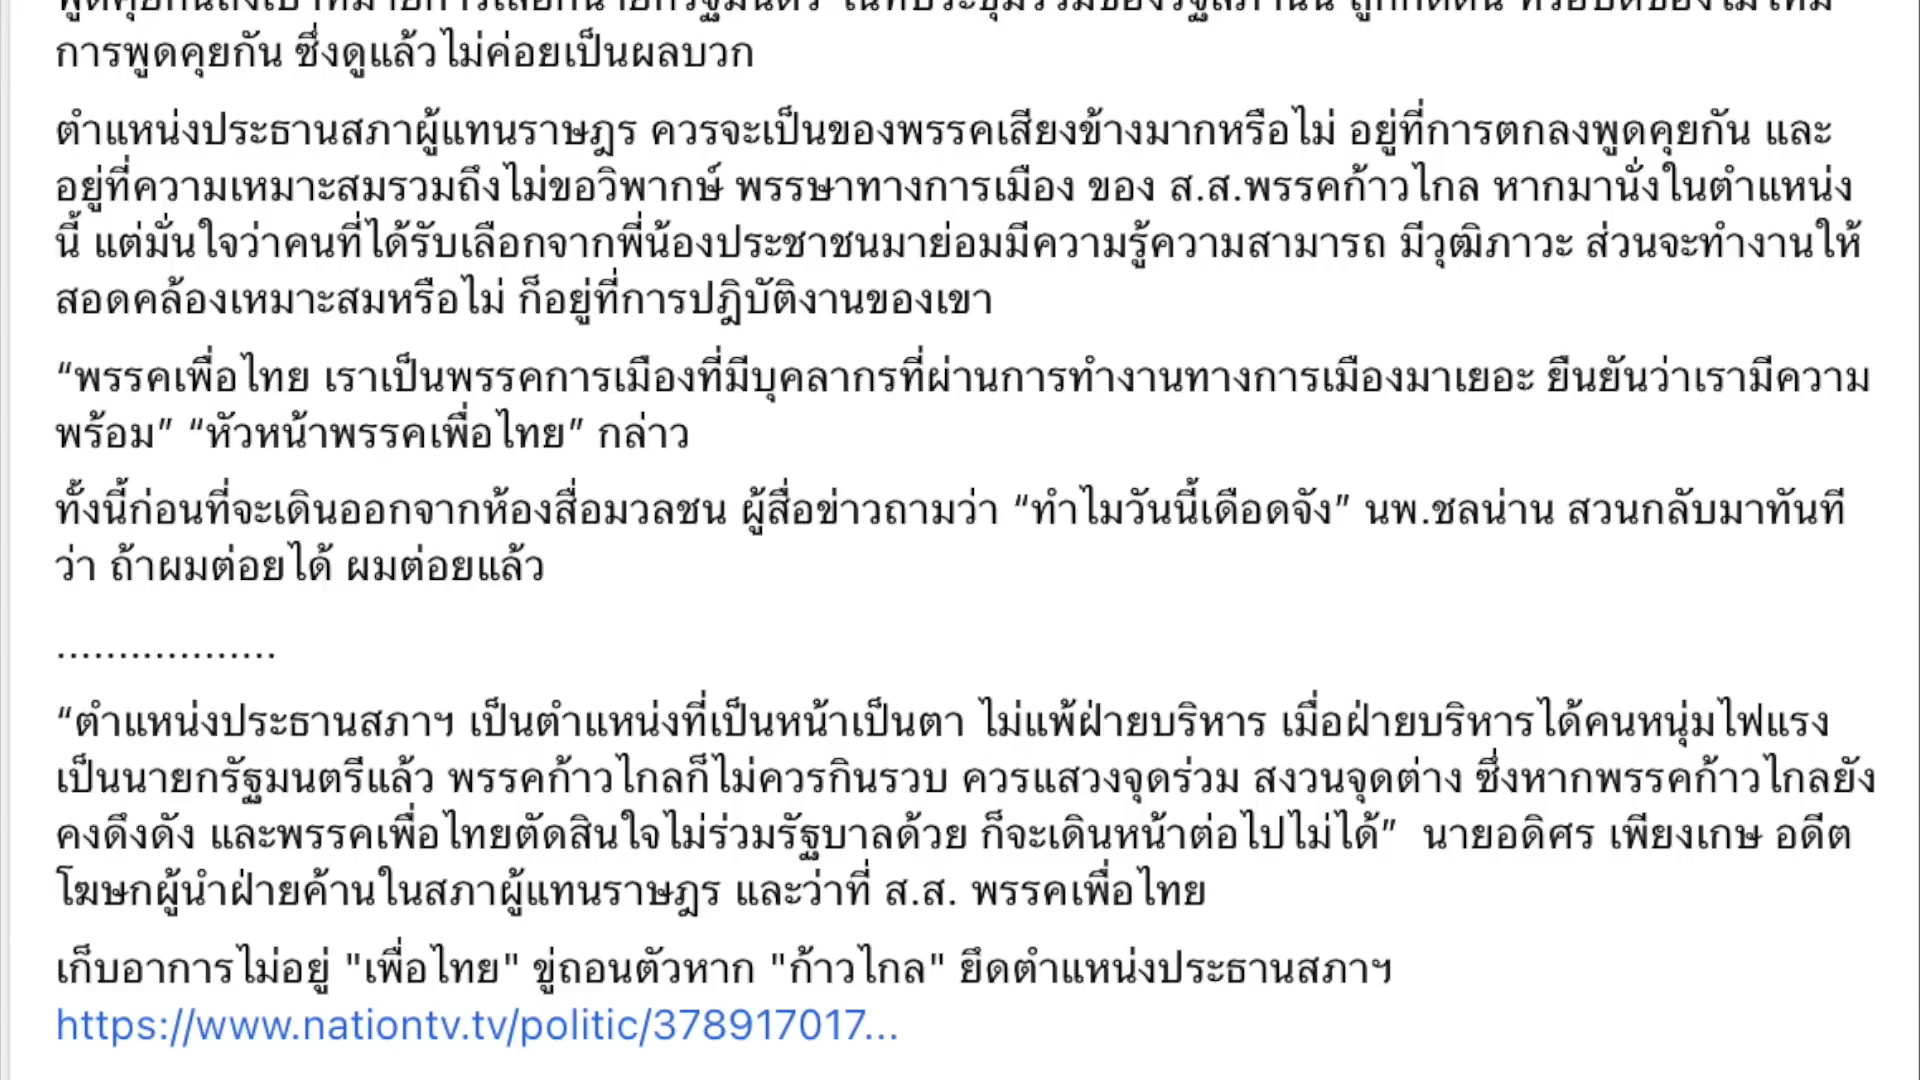 การพูดคุยกัน ซึ่งดูแล้วไม่ค่อยเป็นผลบวก
ตำแหน่งประธานสภาผู้แทนราษฎร ควรจะเป็นของพรรคเสียงข้างมากหรือไม่ อยู่ที่การตกลงพูดคุยกัน และ
อยู่ที่ความเหมาะสมรวมถึงไม่ขอวิพากษ์ พรรษาทางการเมือง ของ ส.ส.พรรคก้าวไกล หากมานั่งในตำแหน่ง
นี้ แต่มั่นใจว่าคนที่ได้รับเลือกจากพี่น้องประชาชนมาย่อมมีความรู้ความสามารถ มีวุฒิภาวะ ส่วนจะทำงานให้
สอดคล้องเหมาะสมหรือไม่ ก็อยู่ที่การปฎิบัติงานของเขา
“พรรคเพื่อไทย เราเป็นพรรคการเมืองที่มีบุคลากรที่ผ่านการทำงานทางการเมืองมาเยอะ ยืนยันว่าเรามีความ
พร้อม” “หัวหน้าพรรคเพื่อไทย” กล่าว
ทั้งนี้ก่อนที่จะเดินออกจากห้องสื่อมวลชน ผู้สื่อข่าวถามว่า “ทำไมวันนี้เดือดจัง” นพ.ชลน่าน สวนกลับมาทันที
ว่า ถ้าผมต่อยได้ ผมต่อยแล้ว
..................
“ตำแหน่งประธานสภาฯ เป็นตำแหน่งที่เป็นหน้าเป็นตา ไม่แพ้ฝ่ายบริหาร เมื่อฝ่ายบริหารได้คนหนุ่มไฟแรง
เป็นนายกรัฐมนตรีแล้ว พรรคก้าวไกลก็ไม่ควรกินรวบ ควรแสวงจุดร่วม สงวนจุดต่าง ซึ่งหากพรรคก้าวไกลยัง
คงดึงดัง และพรรคเพื่อไทยตัดสินใจไม่ร่วมรัฐบาลด้วย ก็จะเดินหน้าต่อไปไม่ได้” นายอดิศร เพียงเกษ อดีต
โฆษกผู้นำฝ่ายค้านในสภาผู้แทนราษฎร และว่าที่ ส.ส. พรรคเพื่อไทย
เก็บอาการไม่อยู่ "เพื่อไทย" ขู่ถอนตัวหาก "ก้าวไกล" ยึดตำแหน่งประธานสภาฯ
https://www.nationtv.tv/politic/378917017...